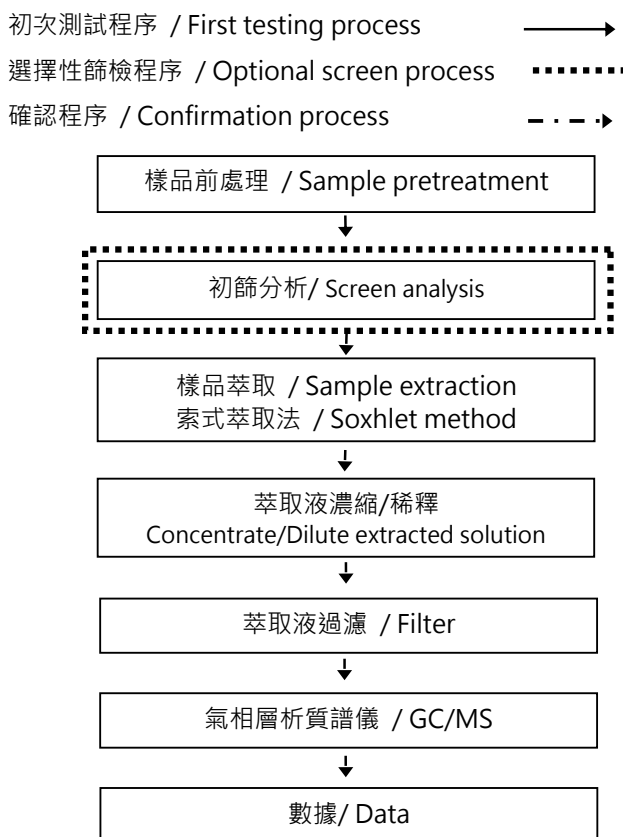 初次測試程序 / First testing process
選擇性篩檢程序 / Optional screen process
確認程序 / Confirmation process
樣品前處理 / Sample pretreatment
初篩分析/ Screen analysis
樣品萃取 / Sample extraction
索式萃取法 / Soxhlet method
萃取液濃縮/稀釋
Concentrate/Dilute extracted solution
萃取液過濾 / Filter
氣相層析質譜儀 / GC/MS
數據/ Data